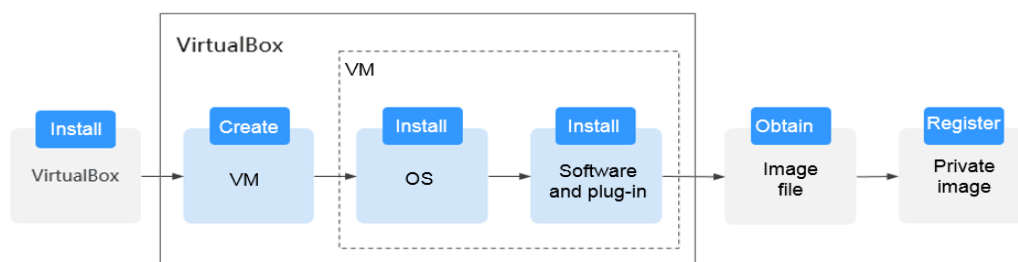 VirtualBox
VM
Install
VirtualBox
Create
VM
Install
OS
Install
Software
and plug-in
Obtain
Image
file
Register
Private
image